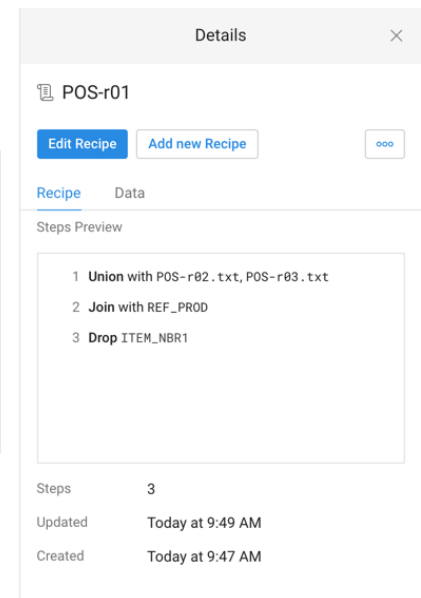 Details
POS-r01
Edit Recipe Add new Recipe
Recipe Data
Steps Preview
1 Union with POS-r02.txt, POS-r03.txt
2 Join with REF_PROD
3 Drop ITEM_NBR1
Steps 3
Updated Today at 9:49 AM
Created Today at 9:47 AM